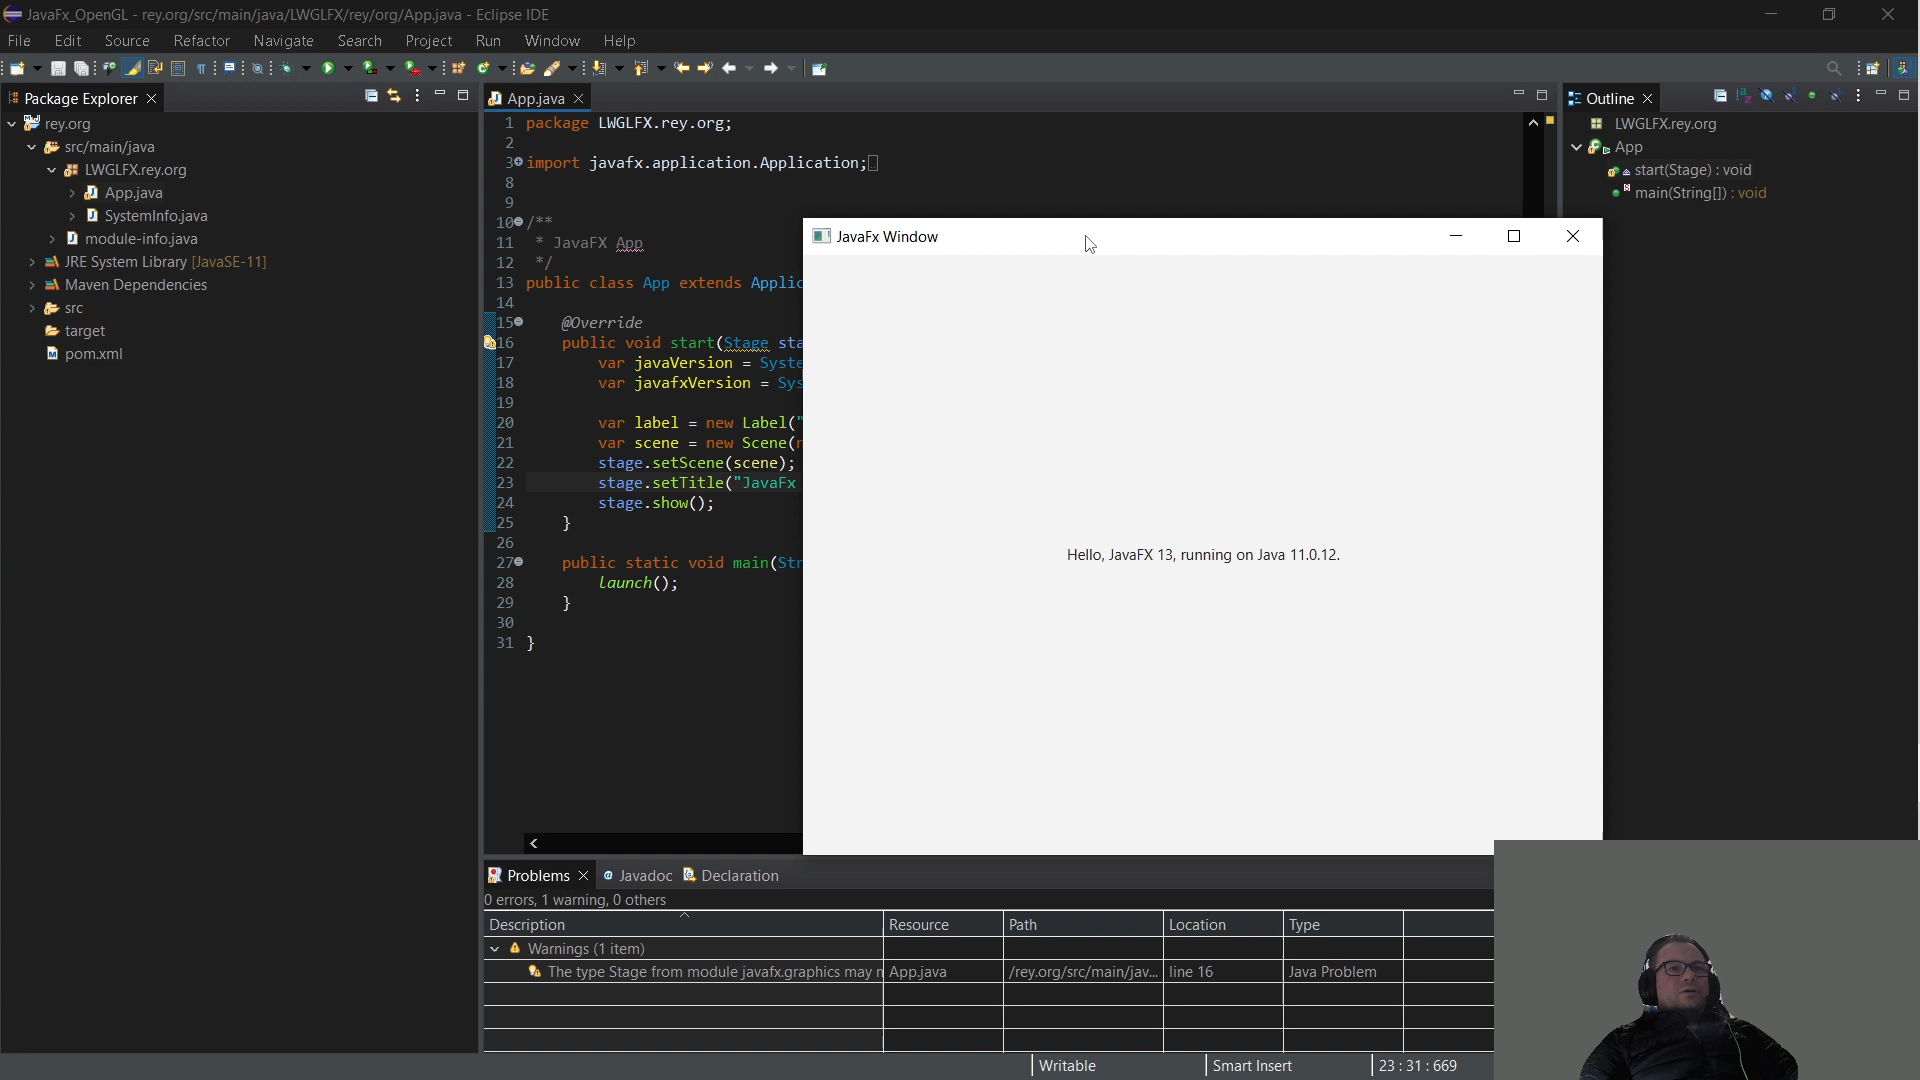 JavaFx_OpenGL - rey.org/src/main/java/LWGLFX/rey/org/App.java - Eclipse IDE
File Edit Source Refactor Navigate Search Project Run Window Help
Package Explorer
rey.org
src/main/java
LWGLFX.rey.org
App.java
SystemInfo.java
module-info.java
JRE System Library [JavaSE-11]
Maven Dependencies
src
target
pom.xml
App.java
1 package LWGLFX.rey.org;
2
3 import javafx.application.Application;
8
9
10 /**
11 * JavaFX App
12 */
13 public class App extends Applic
14
15 @Override
16 public void start(Stage sta
17 var javaVersion = Syste
18 var javafxVersion = Sys
19
20 var label = new Label("
21 var scene = new Scene(n
22 stage.setScene(scene);
23 stage.setTitle("JavaFx
24 stage.show();
25 }
26
27 public static void main(Str
28 launch();
29 }
30
31 }
JavaFx Window
Hello, JavaFX 13, running on Java 11.0.12.
Outline
LWGLFX.rey.org
App
start(Stage) : void
main(String[]) : void
Problems Javadoc Declaration
0 errors, 1 warning, 0 others
Description Resource Path Location Type
Warnings (1 item)
The type Stage from module javafx.graphics may n App.java /rey.org/src/main/jav... line 16 Java Problem
Writable Smart Insert 23 : 31 : 669